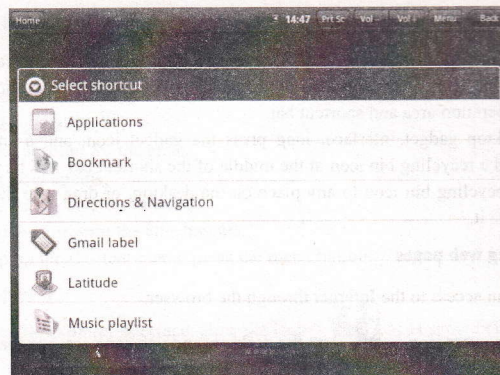 Home 14:47 Prt Sc Vol - Vol + Menu Back
Select shortcut
Applications
Bookmark
Directions & Navigation
Gmail label
Latitude
Music playlist